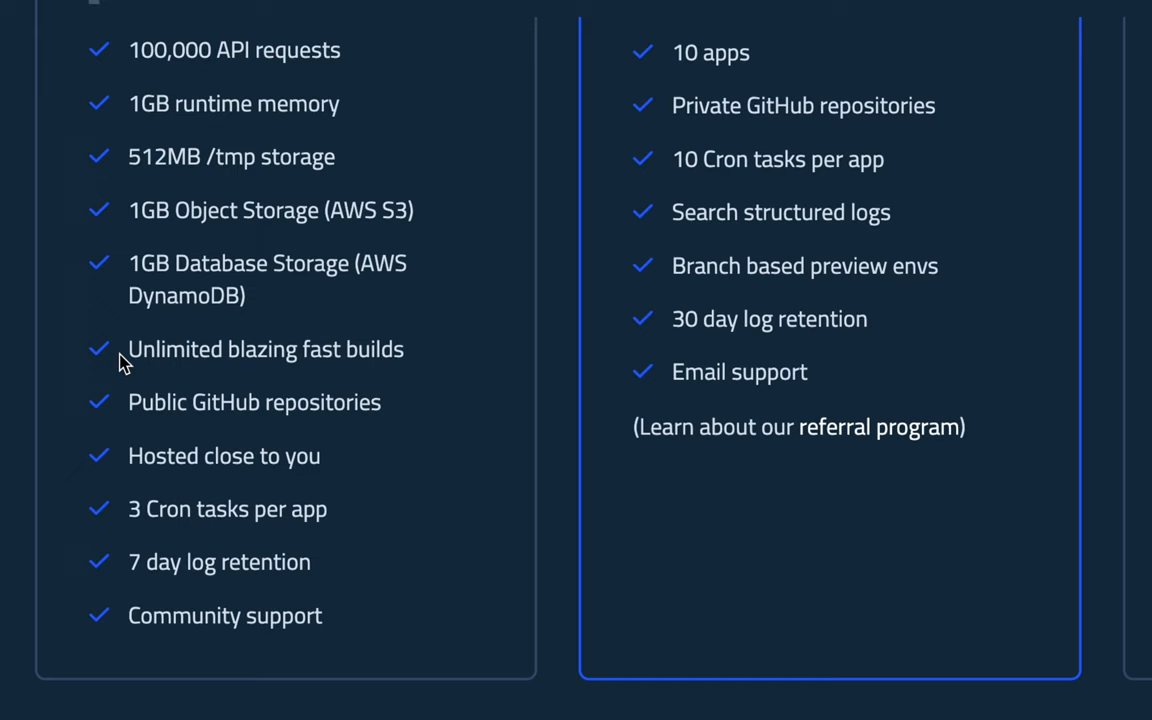 100,000 API requests
1GB runtime memory
512MB /tmp storage
1GB Object Storage (AWS S3)
1GB Database Storage (AWS
DynamoDB)
Unlimited blazing fast builds
Public GitHub repositories
Hosted close to you
3 Cron tasks per app
7 day log retention
Community support
10 apps
Private GitHub repositories
10 Cron tasks per app
Search structured logs
Branch based preview envs
30 day log retention
Email support
(Learn about our referral program)